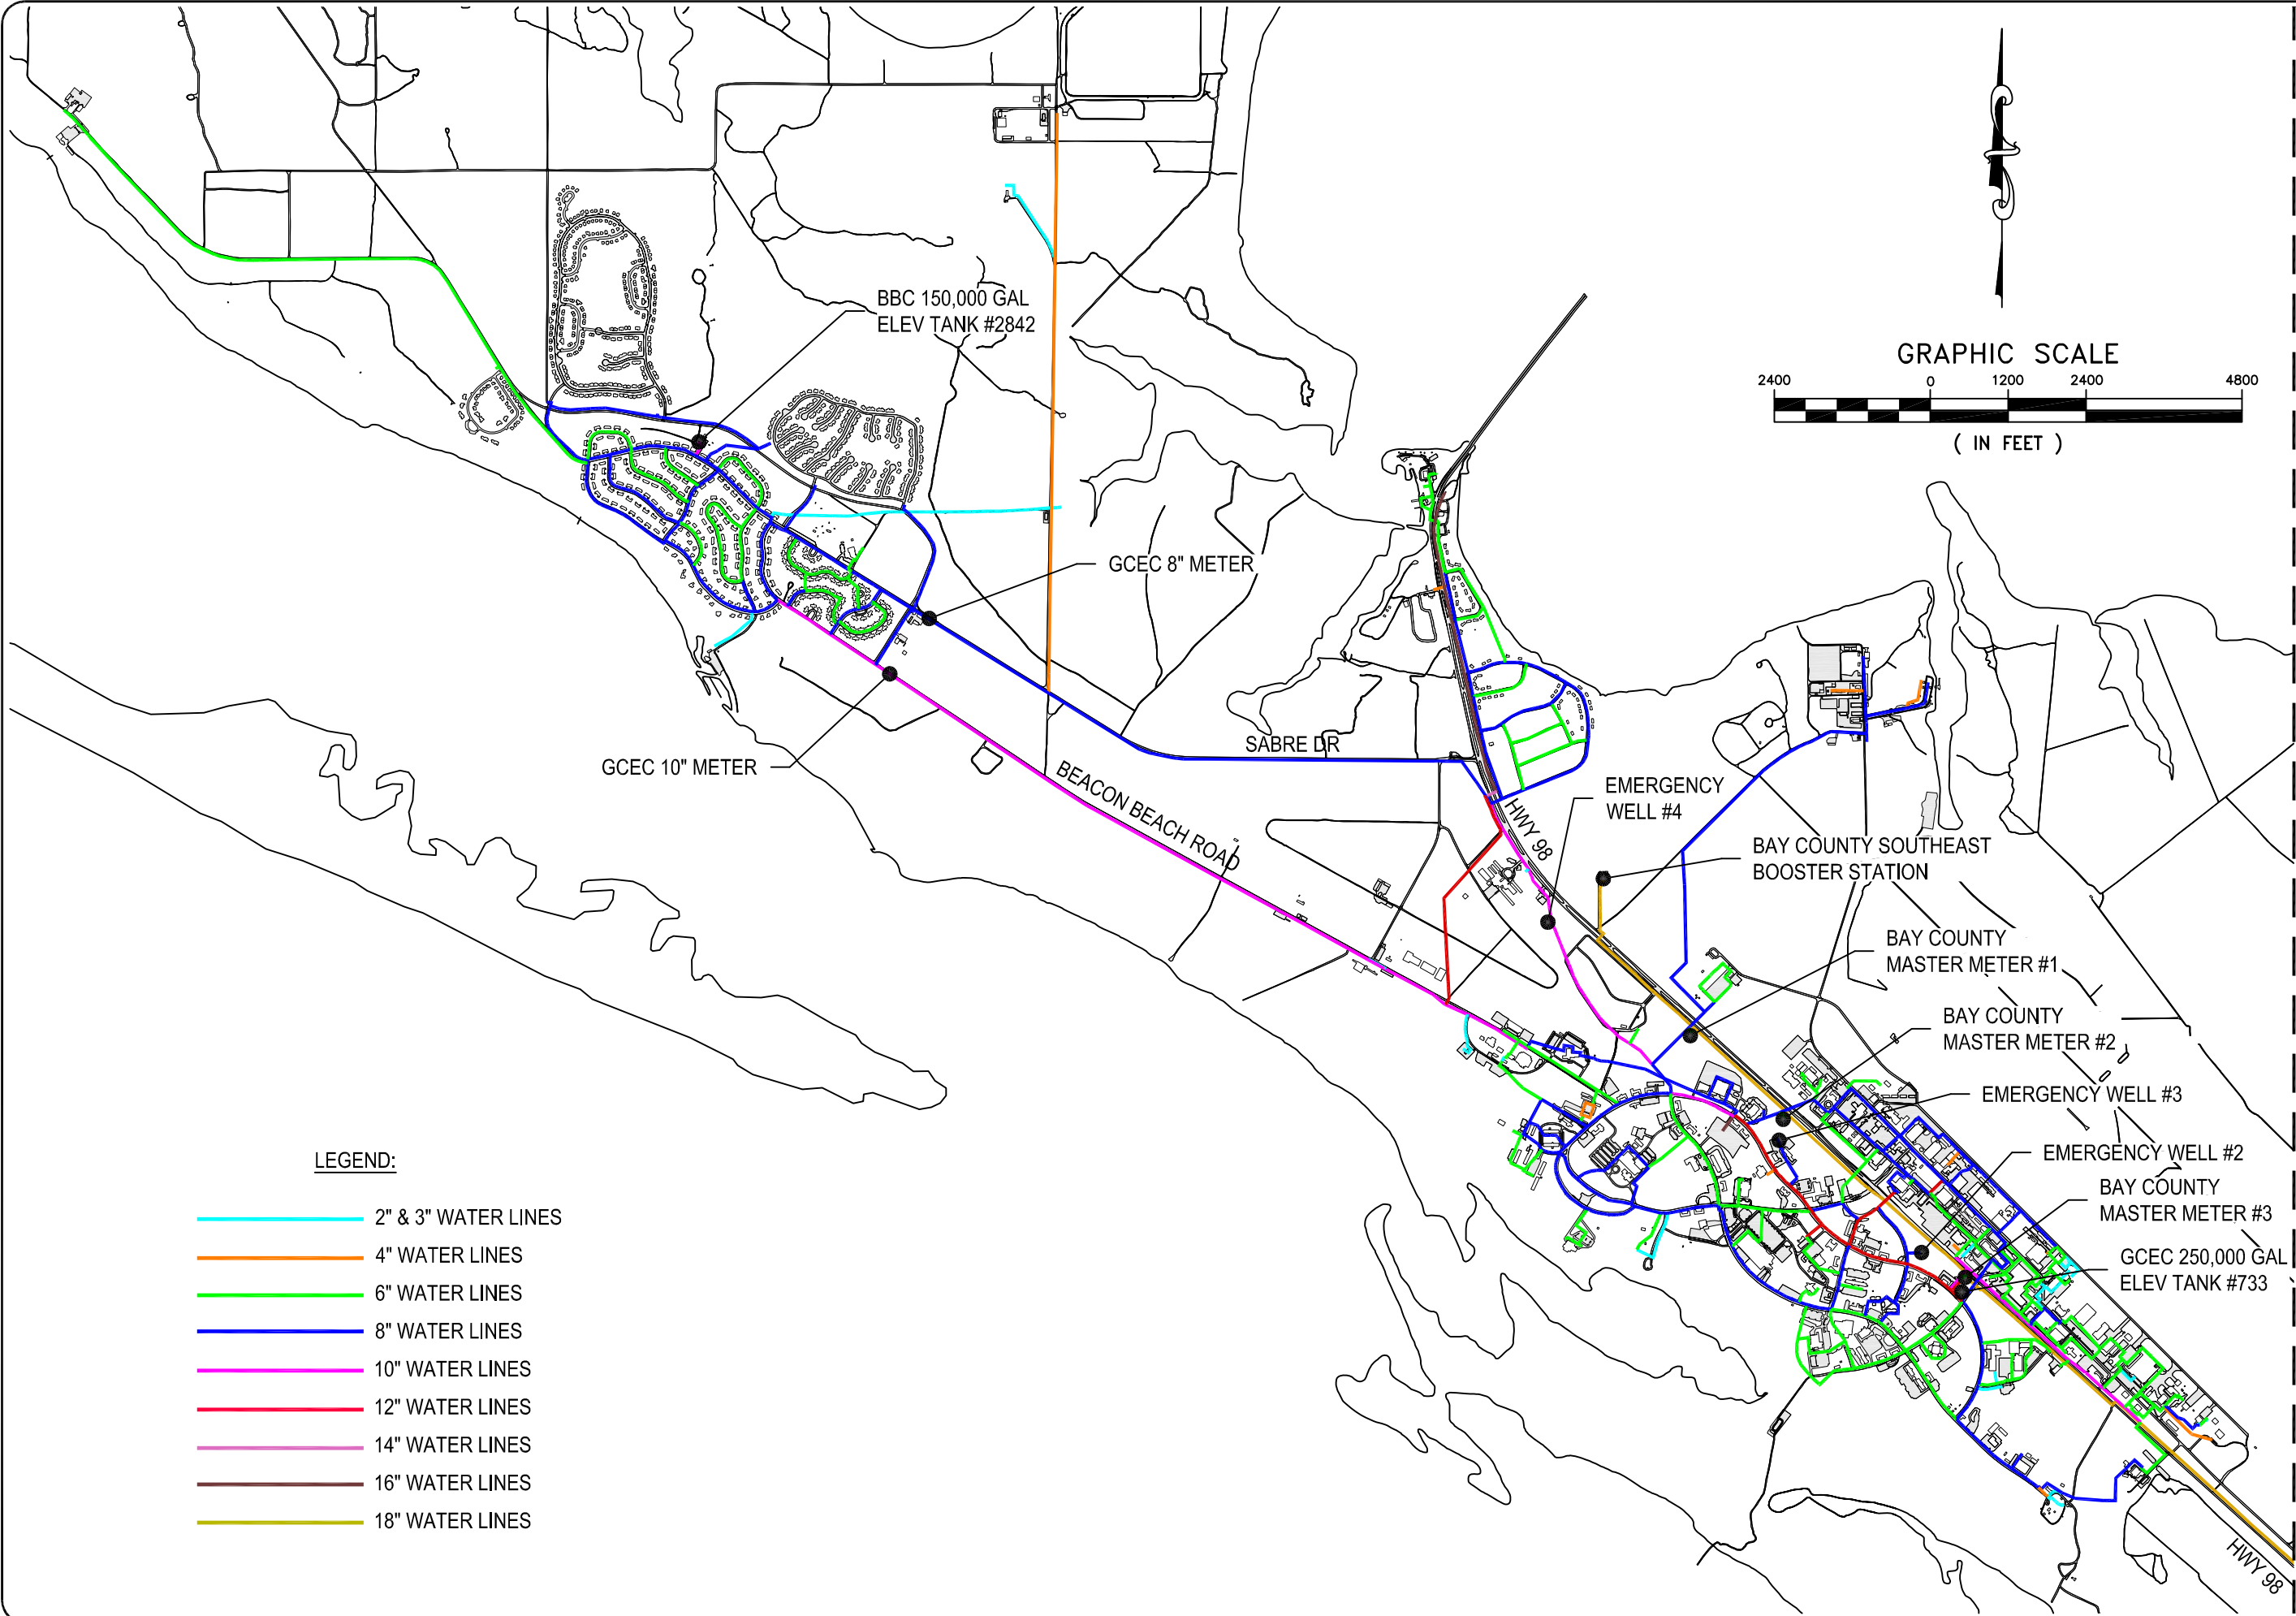 BBC 150,000 GAL
ELEV TANK #2842
GRAPHIC SCALE
2400 0 1200 2400 4800
( IN FEET )
GCEC 8" METER
GCEC 10" METER
SABRE DR
BEACON BEACH ROAD
HWY 98
EMERGENCY
WELL #4
BAY COUNTY SOUTHEAST
BOOSTER STATION
BAY COUNTY
MASTER METER #1
BAY COUNTY
MASTER METER #2
EMERGENCY WELL #3
EMERGENCY WELL #2
BAY COUNTY
MASTER METER #3
GCEC 250,000 GAL
ELEV TANK #733
HWY 98
LEGEND:
2" & 3" WATER LINES
4" WATER LINES
6" WATER LINES
8" WATER LINES
10" WATER LINES
12" WATER LINES
14" WATER LINES
16" WATER LINES
18" WATER LINES